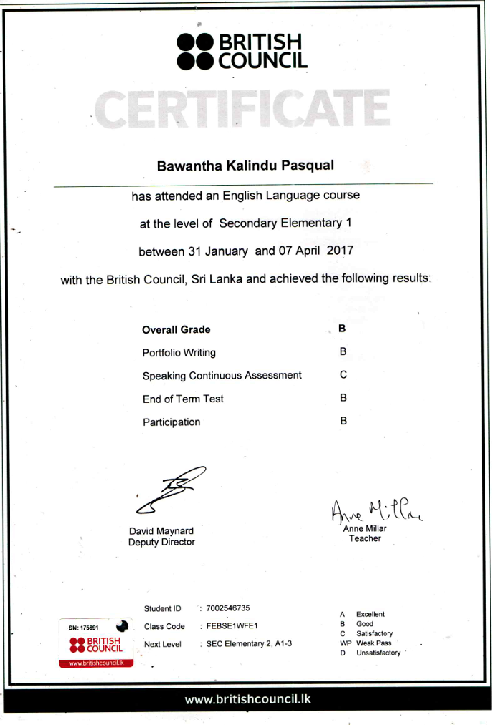 BRITISH
COUNCIL
CERTIFICATE
Bawantha Kalindu Pasqual
has attended an English Language course
at the level of Secondary Elementary 1
between 31 January and 07 April 2017
with the British Council, Sri Lanka and achieved the following results:
Overall Grade B
Portfolio Writing B
Speaking Continuous Assessment C
End of Term Test B
Participation B
Anne Millar
David Maynard
Deputy Director
Anne Millar
Teacher
Student ID : 7002546735
Class Code : FEBSE1WFE1
Next Level : SEC Elementary 2, A1-3
A Excellent
B Good
C Satisfactory
WP Weak Pass
D Unsatisfactory
SN: 175891
BRITISH
COUNCIL
www.britishcouncil.lk
www.britishcouncil.lk